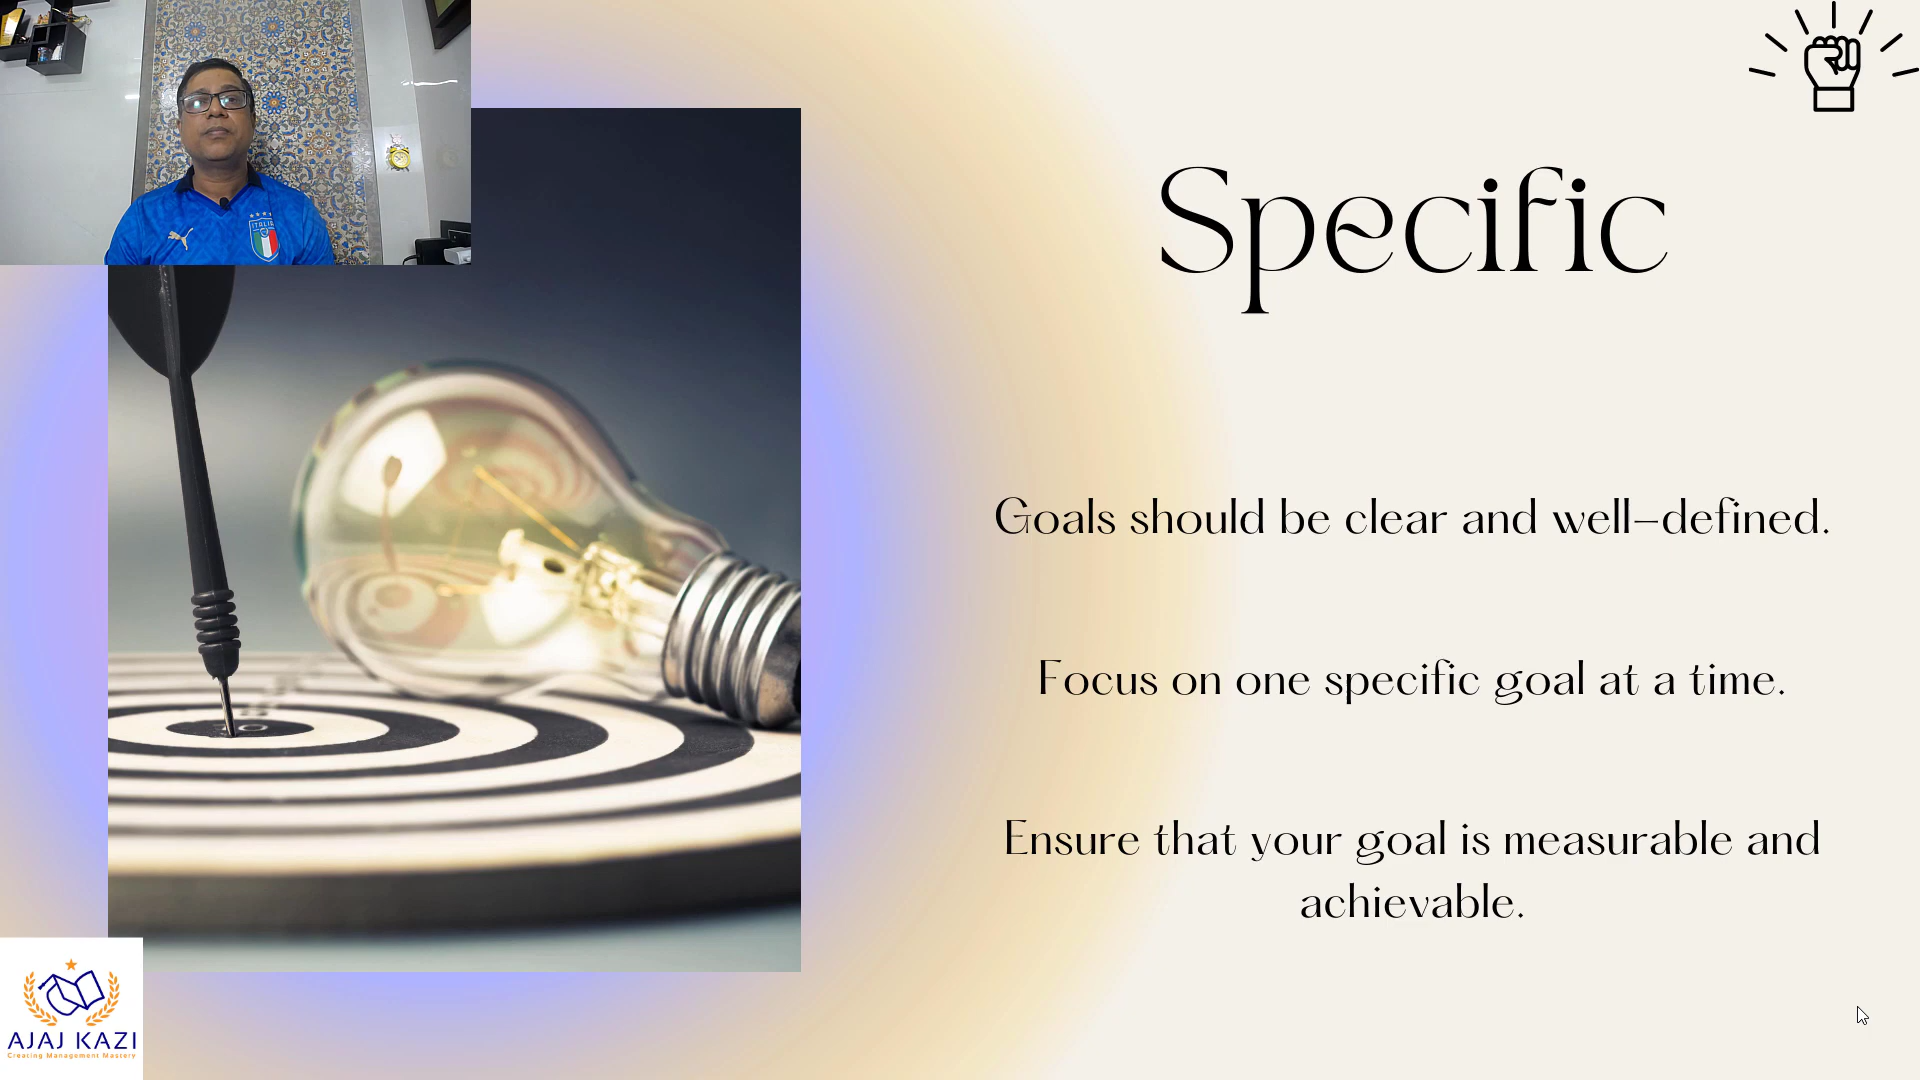 ITALIA
Specific
Goals should be clear and well-defined.
Focus on one specific goal at a time.
Ensure that your goal is measurable and
achievable.
AJAJ KAZI
Creating Management Mastery